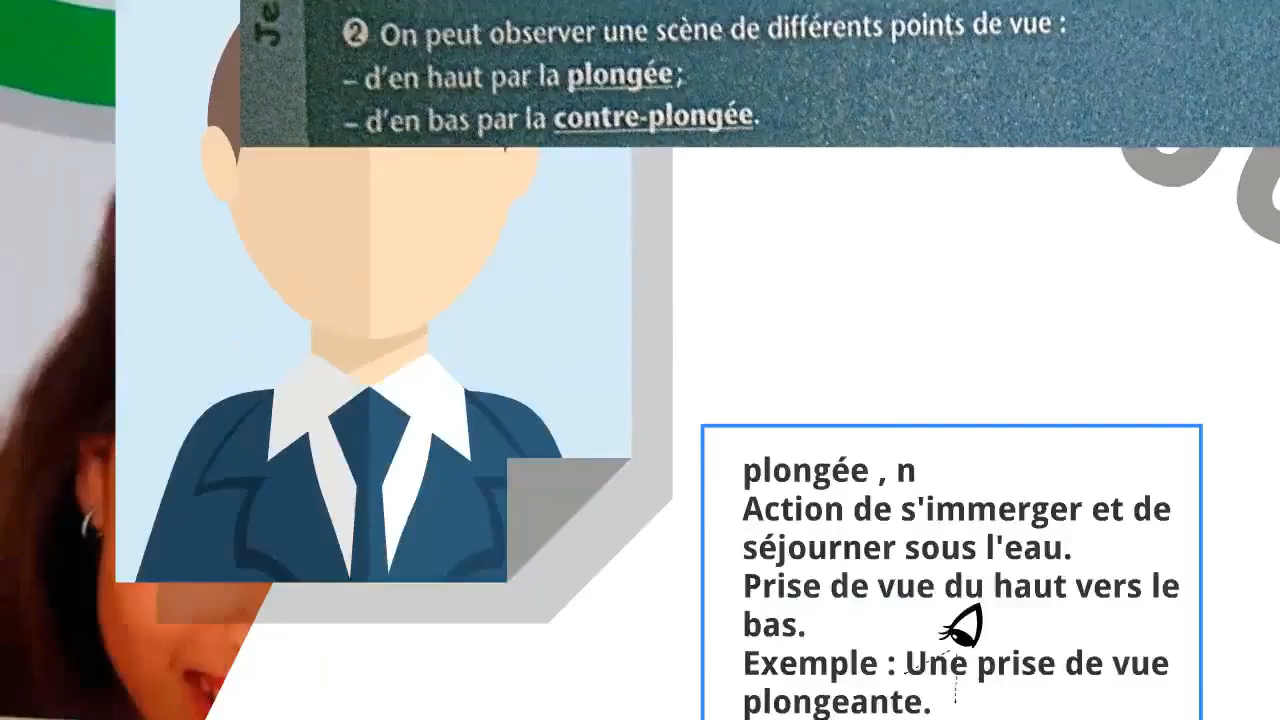 Je
❷ On peut observer une scène de différents points de vue :
– d'en haut par la plongée ;
– d'en bas par la contre-plongée.
plongée , n
Action de s'immerger et de
séjourner sous l'eau.
Prise de vue du haut vers le
bas.
Exemple : Une prise de vue
plongeante.